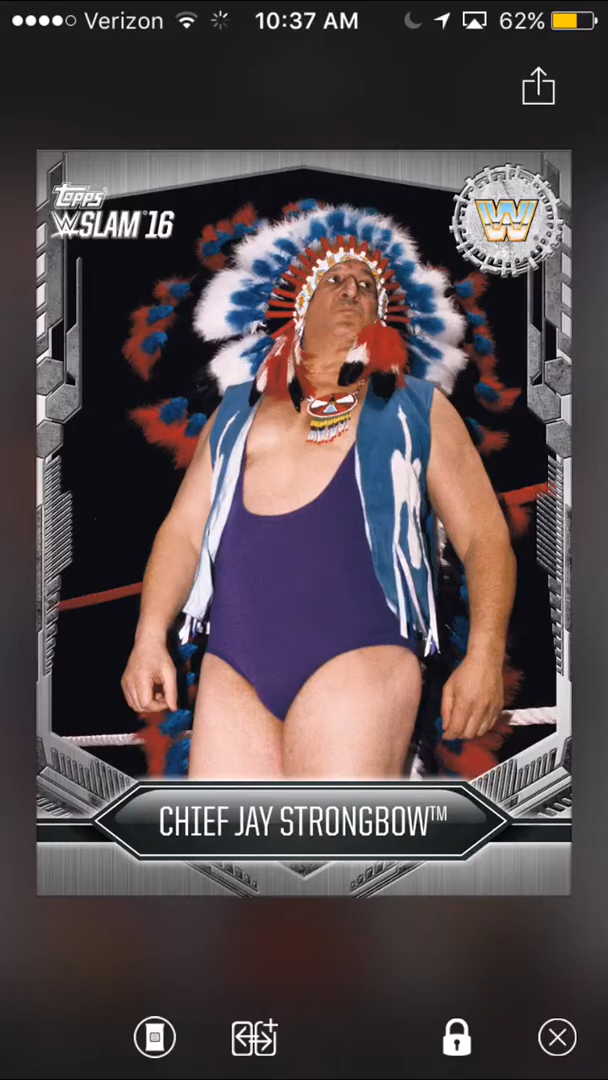 Verizon 10:37 AM 62%
Topps
W SLAM'16
W
CHIEF JAY STRONGBOW™